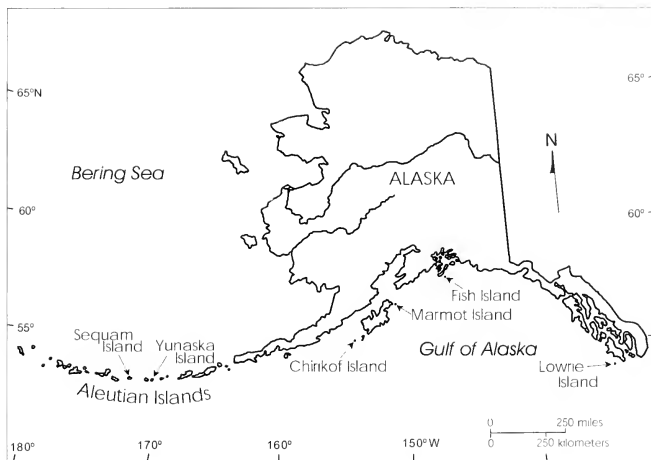 65°N
65°
N
Bering Sea
ALASKA
60°
60°
Fish Island
Marmot Island
55°
Sequam
Island
Yunaska
Island
Chirikof Island
Gulf of Alaska
Lowrie
Island
Aleutian Islands
0 250 miles
0 250 kilometers
180°
170°
160°
150°W